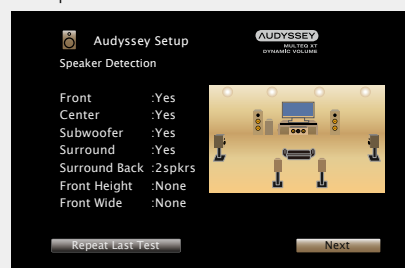 Audyssey Setup
AUDYSSEY
MULTEQ XT
DYNAMIC VOLUME
Speaker Detection
Front :Yes
Center :Yes
Subwoofer :Yes
Surround :Yes
Surround Back :2spkrs
Front Height :None
Front Wide :None
Repeat Last Test
Next